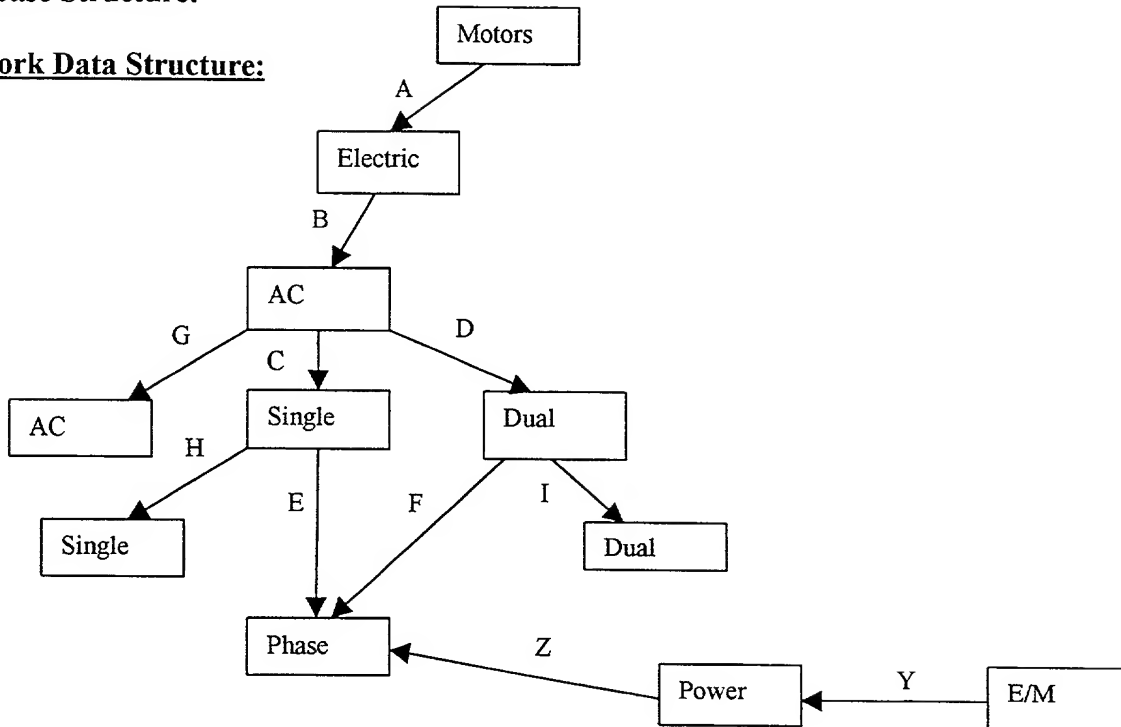 Motors
ork Data Structure:
A
Electric
B
AC
G
C
D
AC
Single
Dual
H
E
F
I
Single
Dual
Phase
Z
Power
Y
E/M